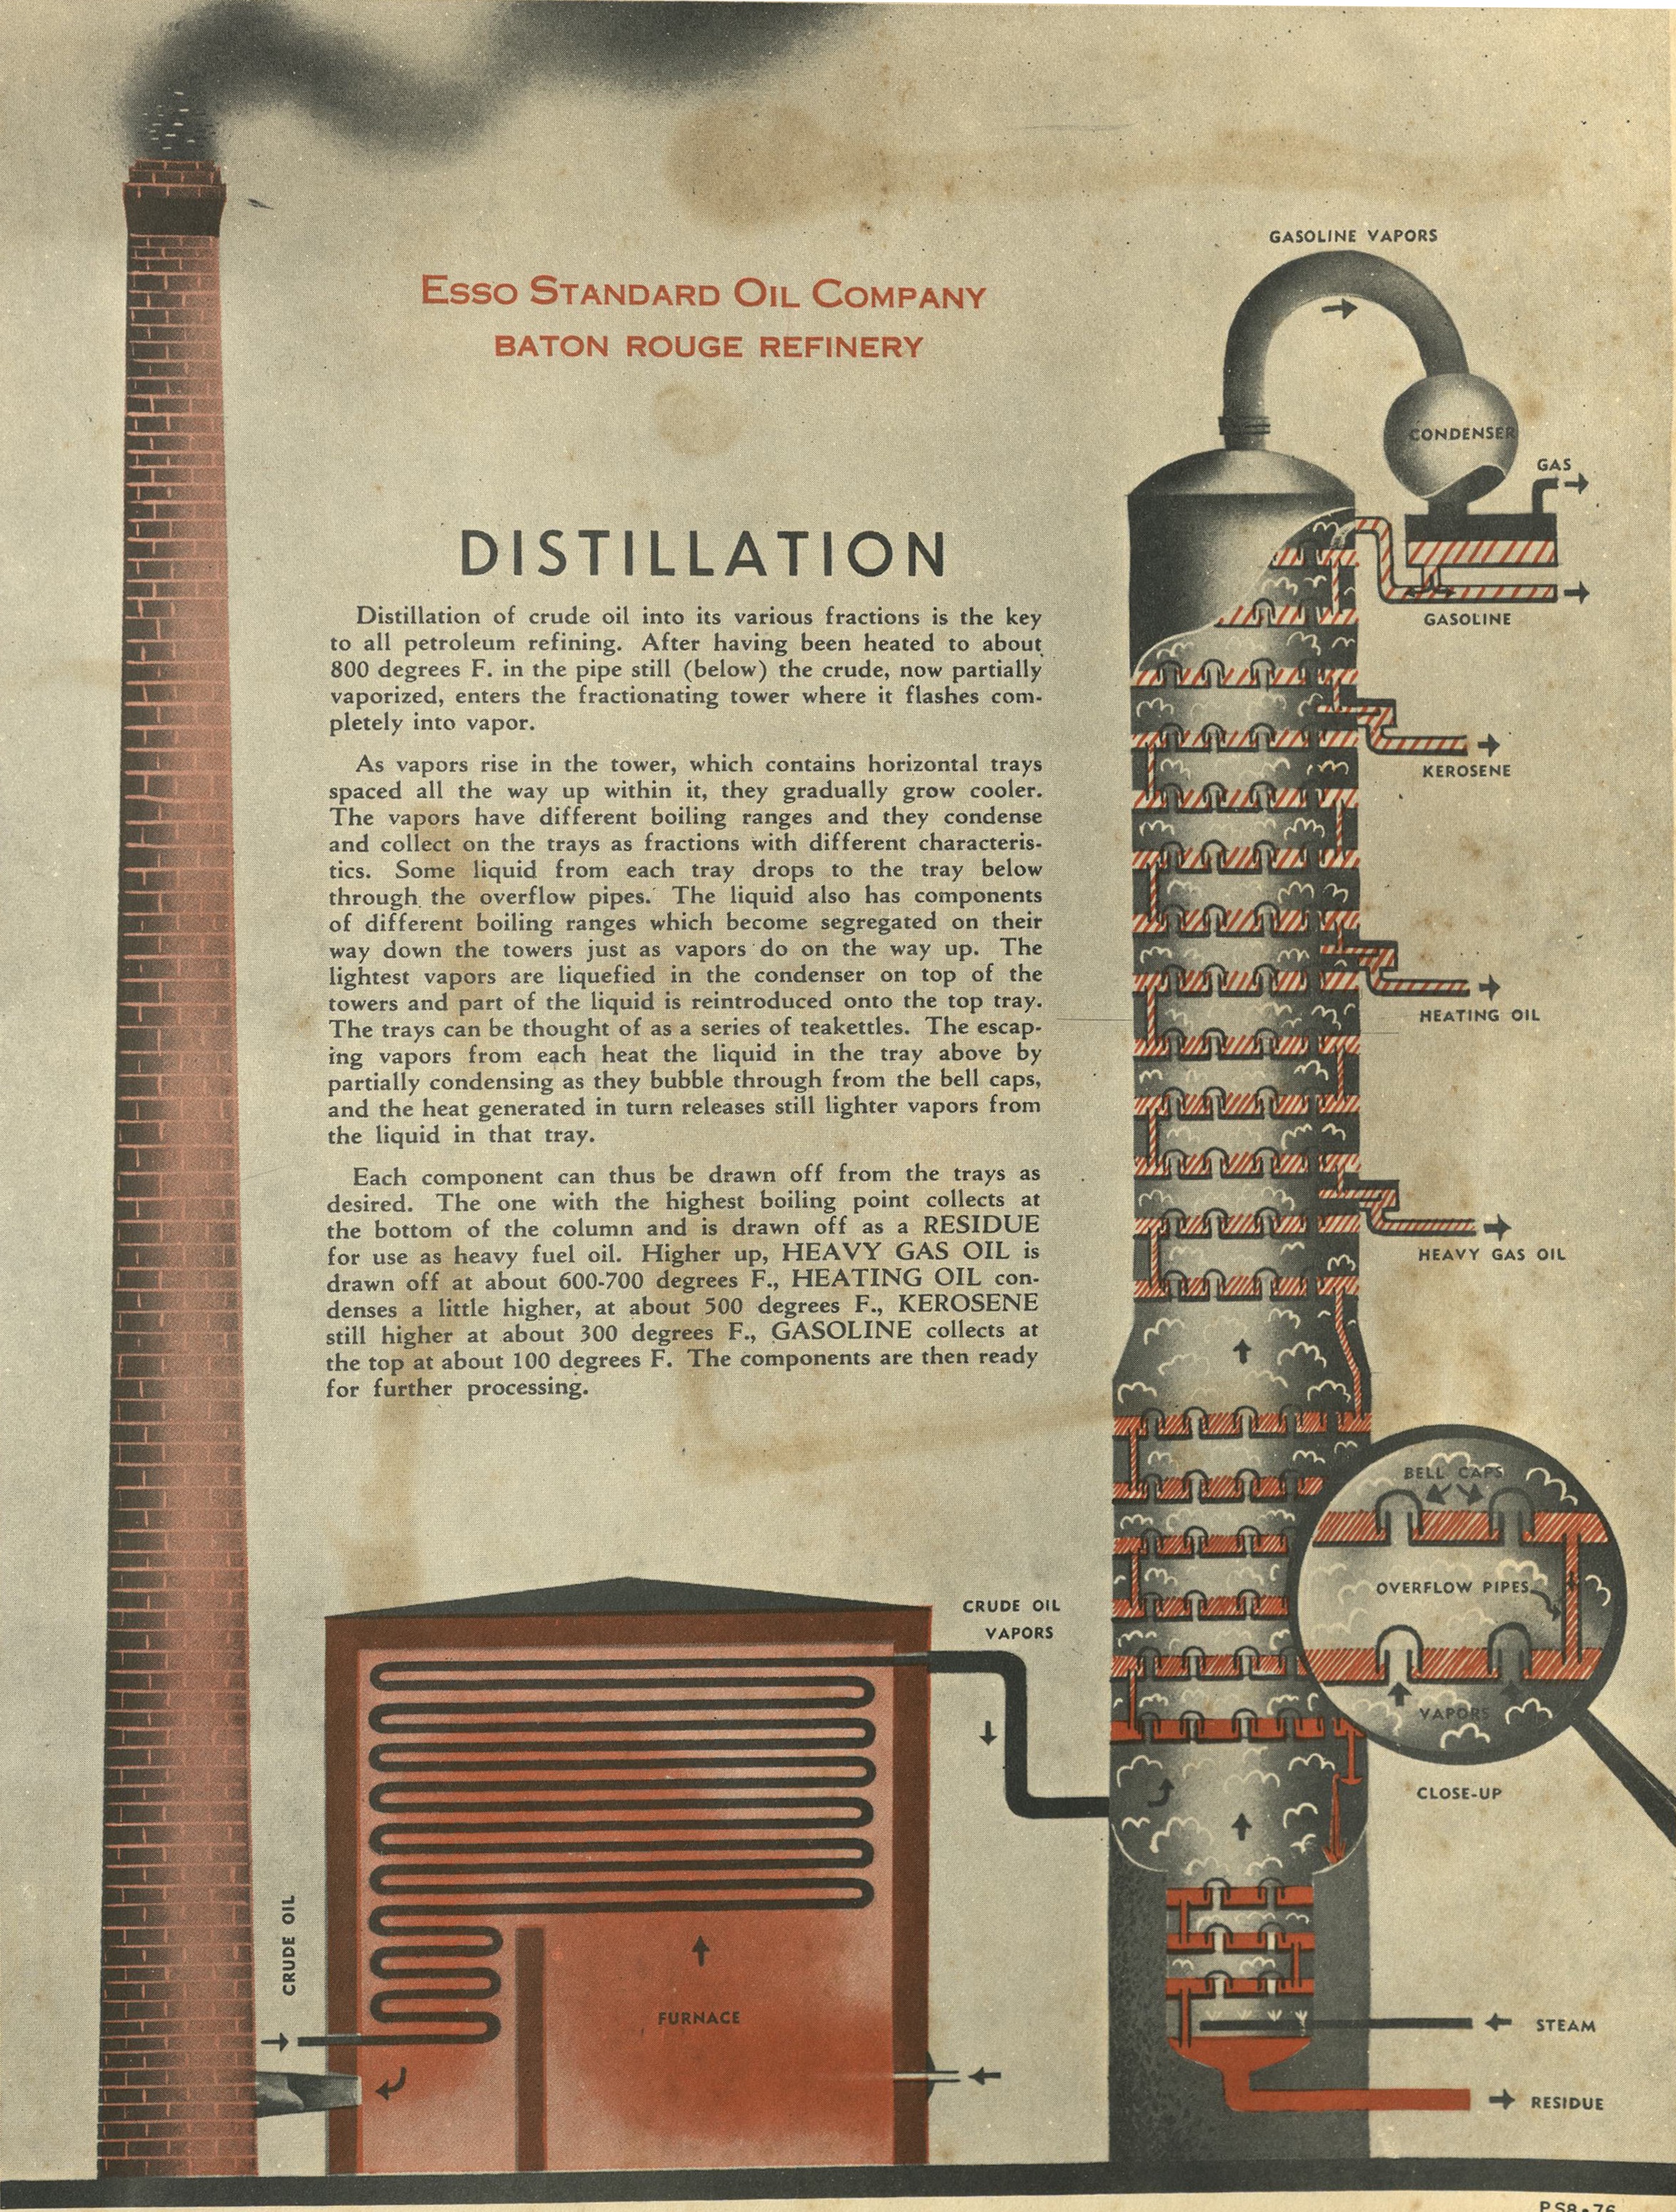 ESSO STANDARD OIL COMPANY
BATON ROUGE REFINERY
DISTILLATION
Distillation of crude oil into its various fractions is the key
to all petroleum refining. After having been heated to about
800 degrees F. in the pipe still (below) the crude, now partially
vaporized, enters the fractionating tower where it flashes com-
pletely into vapor.
As vapors rise in the tower, which contains horizontal trays
spaced all the way up within it, they gradually grow cooler.
The vapors have different boiling ranges and they condense
and collect on the trays as fractions with different characteris-
tics. Some liquid from each tray drops to the tray below
through the overflow pipes. The liquid also has components
of different boiling ranges which become segregated on their
way down the towers just as vapors do on the way up. The
lightest vapors are liquefied in the condenser on top of the
towers and part of the liquid is reintroduced onto the top tray.
The trays can be thought of as a series of teakettles. The escap-
ing vapors from each heat the liquid in the tray above by
partially condensing as they bubble through from the bell caps,
and the heat generated in turn releases still lighter vapors from
the liquid in that tray.
Each component can thus be drawn off from the trays as
desired. The one with the highest boiling point collects at
the bottom of the column and is drawn off as a RESIDUE
for use as heavy fuel oil. Higher up, HEAVY GAS OIL is
drawn off at about 600-700 degrees F., HEATING OIL con-
denses a little higher, at about 500 degrees F., KEROSENE
still higher at about 300 degrees F., GASOLINE collects at
the top at about 100 degrees F. The components are then ready
for further processing.
GASOLINE VAPORS
CONDENSER
GAS
GASOLINE
KEROSENE
HEATING OIL
HEAVY GAS OIL
BELL CAPS
OVERFLOW PIPES
VAPORS
CLOSE-UP
CRUDE OIL
VAPORS
CRUDE OIL
FURNACE
STEAM
RESIDUE
PS8-76